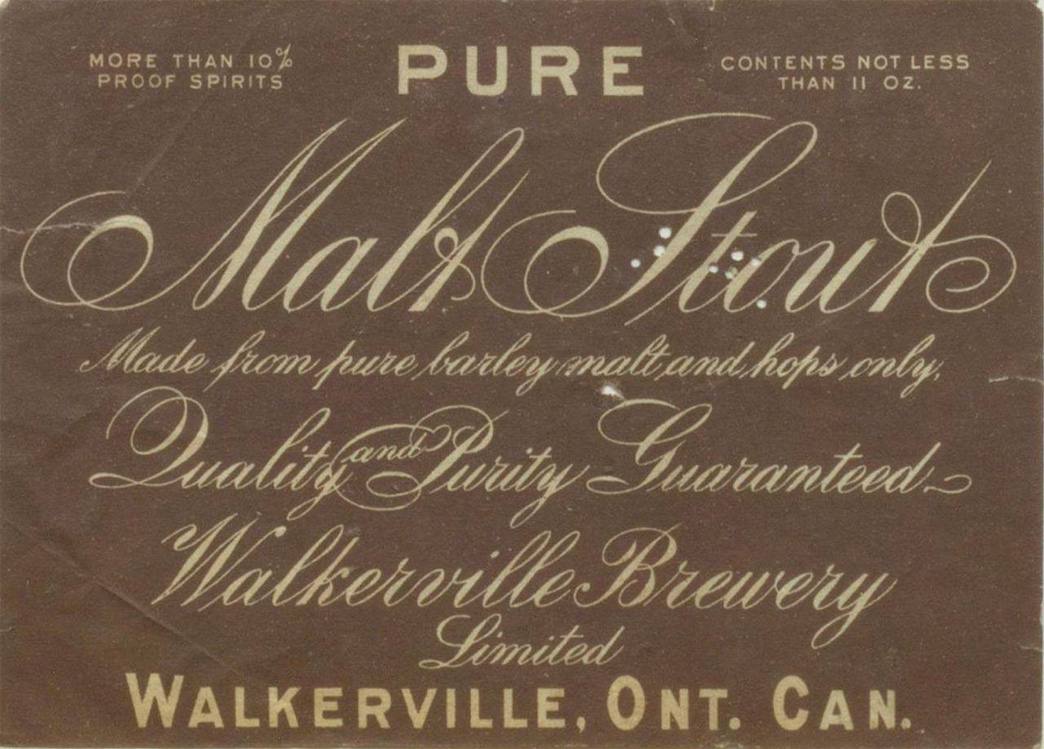 MORE THAN 10%
PROOF SPIRITS
PURE
CONTENTS NOT LESS
THAN 11 OZ.
Malt Stout
Made from pure barley malt and hops only.
Quality and Purity Guaranteed
Walkerville Brewery
Limited
WALKERVILLE, ONT. CAN.